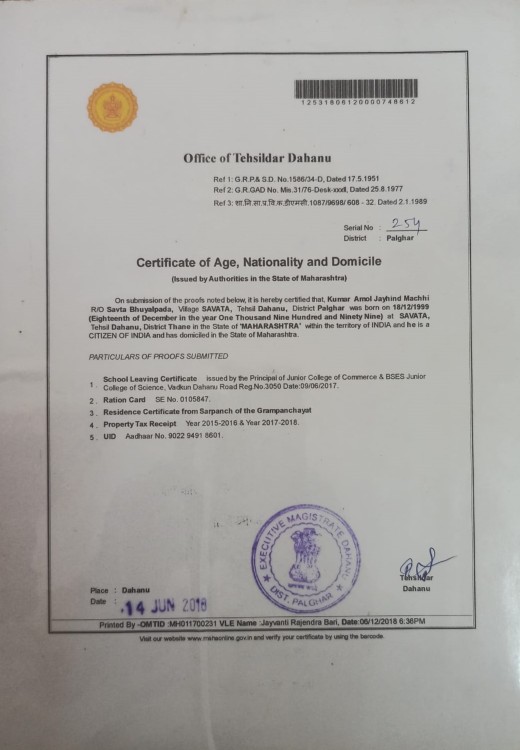 12531806120000748612
Office of Tehsildar Dahanu
Ref 1: G.R.P.& S.D. No.1586/34-D, Dated 17.5.1951
Ref 2: G.R.GAD No. Mis.31/76-Desk-xxxII, Dated 25.8.1977
Ref 3: शा.नि.सा.प्र.वि.क्र.डीएमसी.1087/9698/ 608 - 32. Dated 2.1.1989
Serial No : 254
District : Palghar
Certificate of Age, Nationality and Domicile
(Issued by Authorities in the State of Maharashtra)
On submission of the proofs noted below, it is hereby certified that, Kumar Amol Jayhind Machhi
R/O Savta Bhuyalpada, Village SAVATA, Tehsil Dahanu, District Palghar was born on 18/12/1999
(Eighteenth of December in the year One Thousand Nine Hundred and Ninety Nine) at SAVATA,
Tehsil Dahanu, District Thane in the State of 'MAHARASHTRA' within the territory of INDIA and he is a
CITIZEN OF INDIA and has domiciled in the State of Maharashtra.
PARTICULARS OF PROOFS SUBMITTED
1. School Leaving Certificate issued by the Principal of Junior College of Commerce & BSES Junior
College of Science, Vadkun Dahanu Road Reg.No.3050 Date:09/06/2017.
2. Ration Card SE No. 0105847.
3. Residence Certificate from Sarpanch of the Grampanchayat
4. Property Tax Receipt Year 2015-2016 & Year 2017-2018.
5. UID Aadhaar No. 9022 9491 8601.
EXECUTIVE MAGISTRATE DAHANU
DIST. PALGHAR
Tehsildar
Dahanu
Place : Dahanu
Date : 14 JUN 2018
Printed By -OMTID :MH011700231 VLE Name :Jayvanti Rajendra Bari, Date:06/12/2018 6:36PM
Visit our website www.mahaonline.gov.in and verify your certificate by using the barcode.